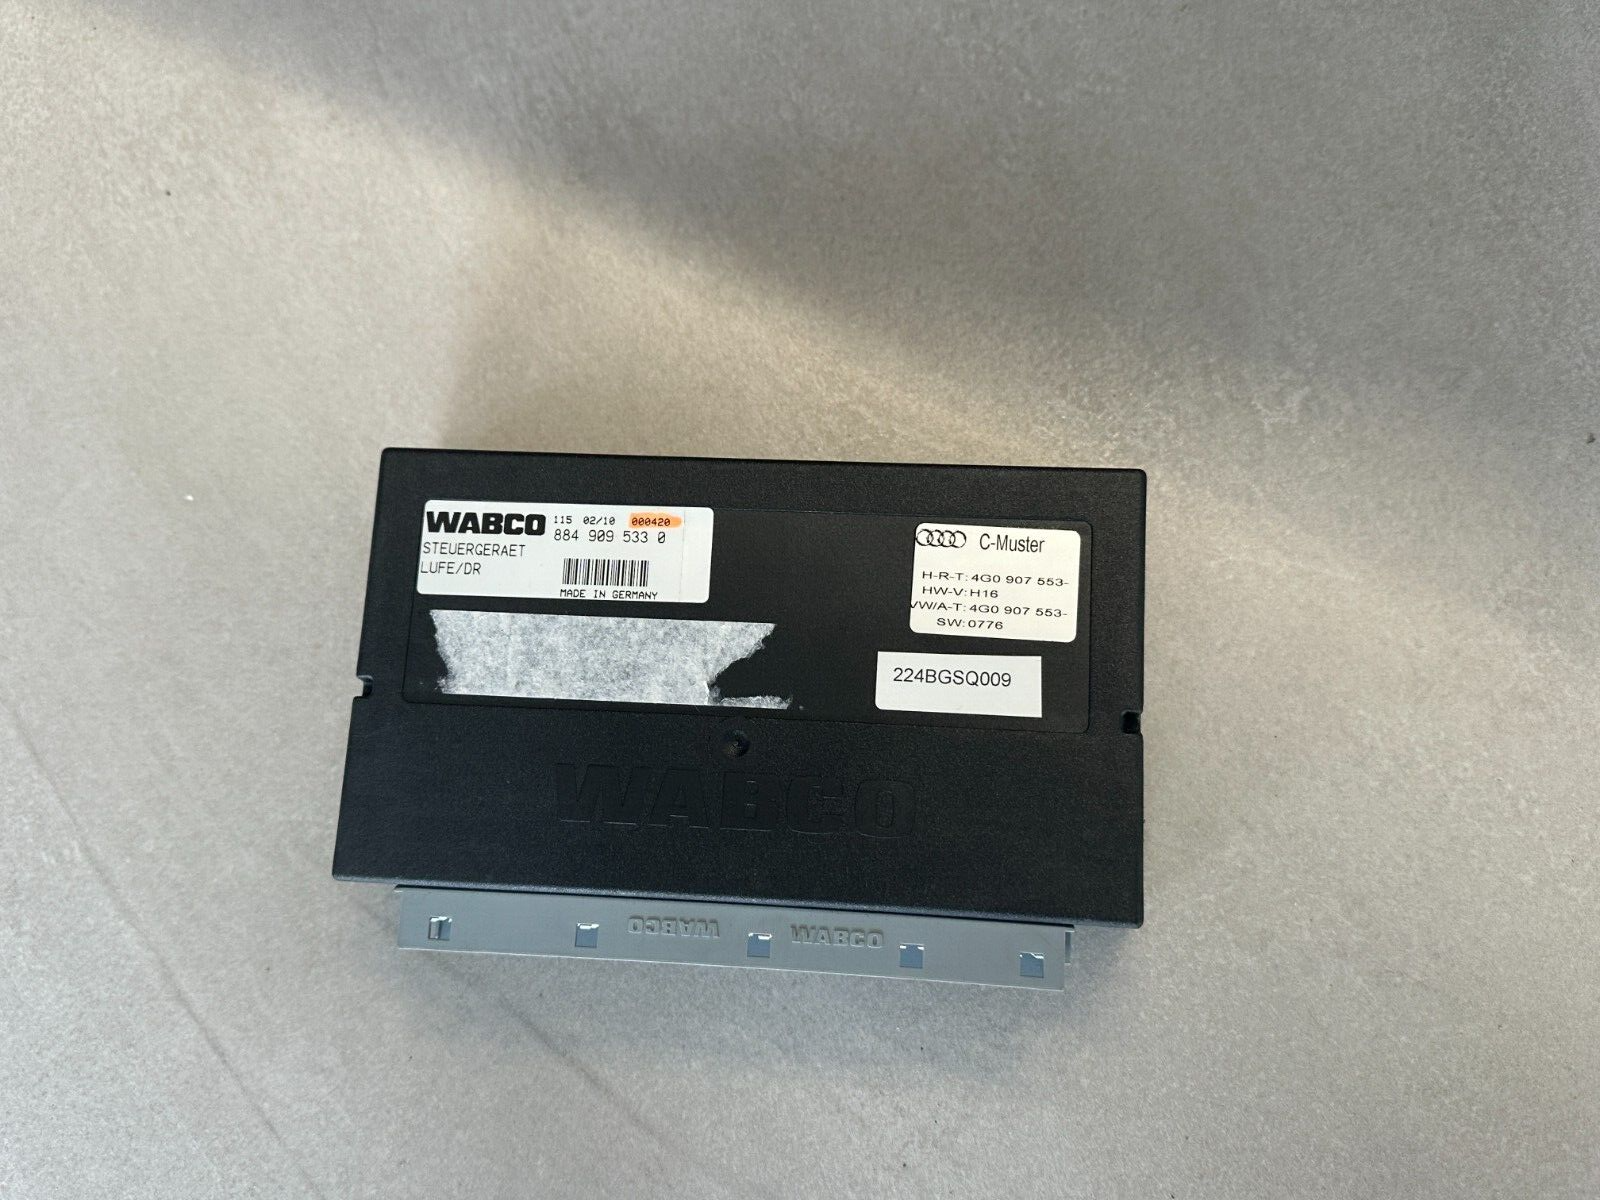 WABCO 115 02/10 000420
884 909 533 0
STEUERGERAET
LUFE/DR
MADE IN GERMANY
C-Muster
H-R-T: 4G0 907 553-
HW-V: H16
VW/A-T: 4G0 907 553-
SW: 0776
224BGSQ009
WABCO
WABCO WABCO